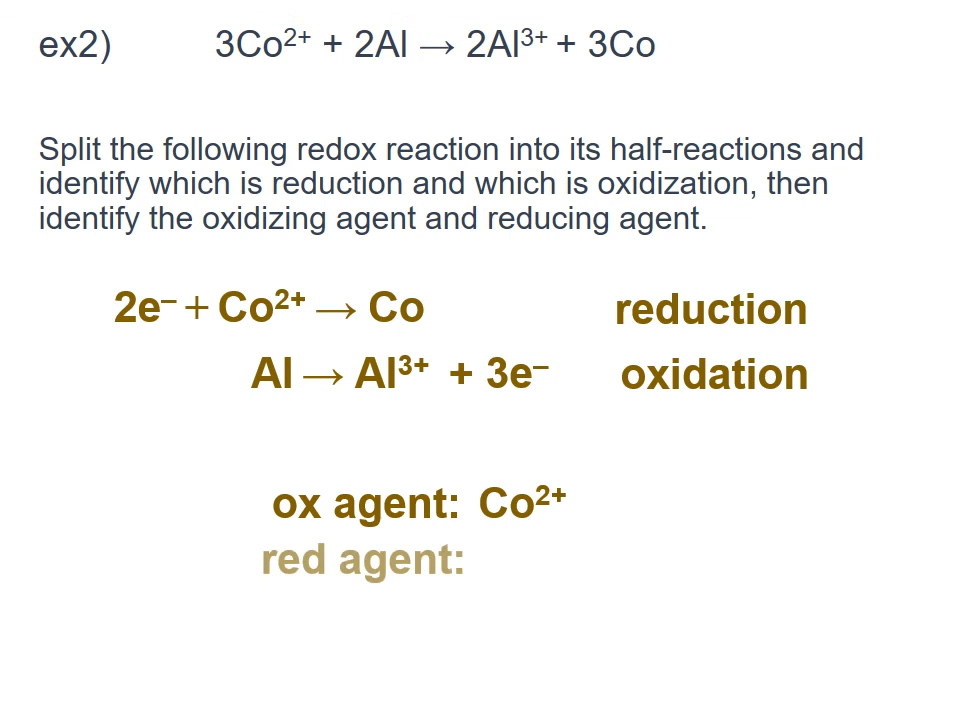 ex2) 3Co²⁺ + 2Al → 2Al³⁺ + 3Co
Split the following redox reaction into its half-reactions and
identify which is reduction and which is oxidization, then
identify the oxidizing agent and reducing agent.
2e⁻ + Co²⁺ → Co reduction
Al → Al³⁺ + 3e⁻ oxidation
ox agent: Co²⁺
red agent: